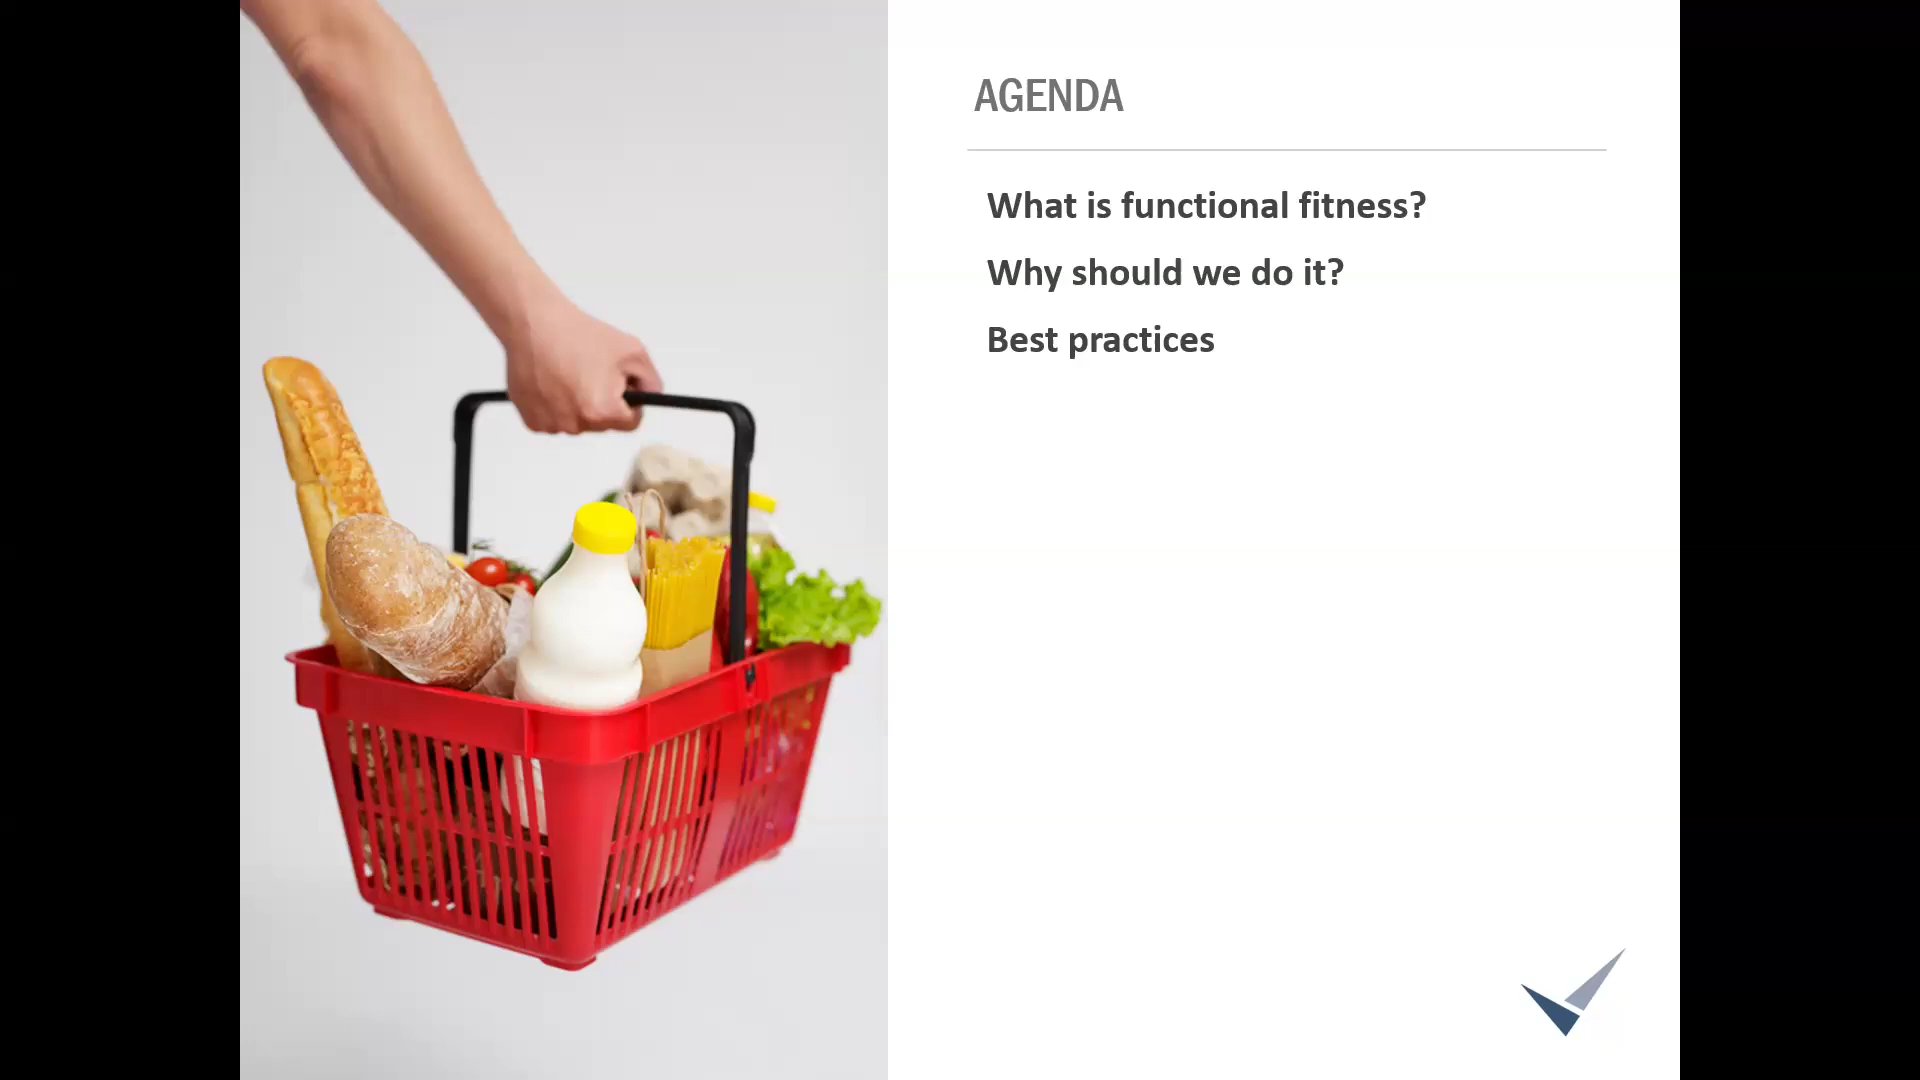 AGENDA
What is functional fitness?
Why should we do it?
Best practices